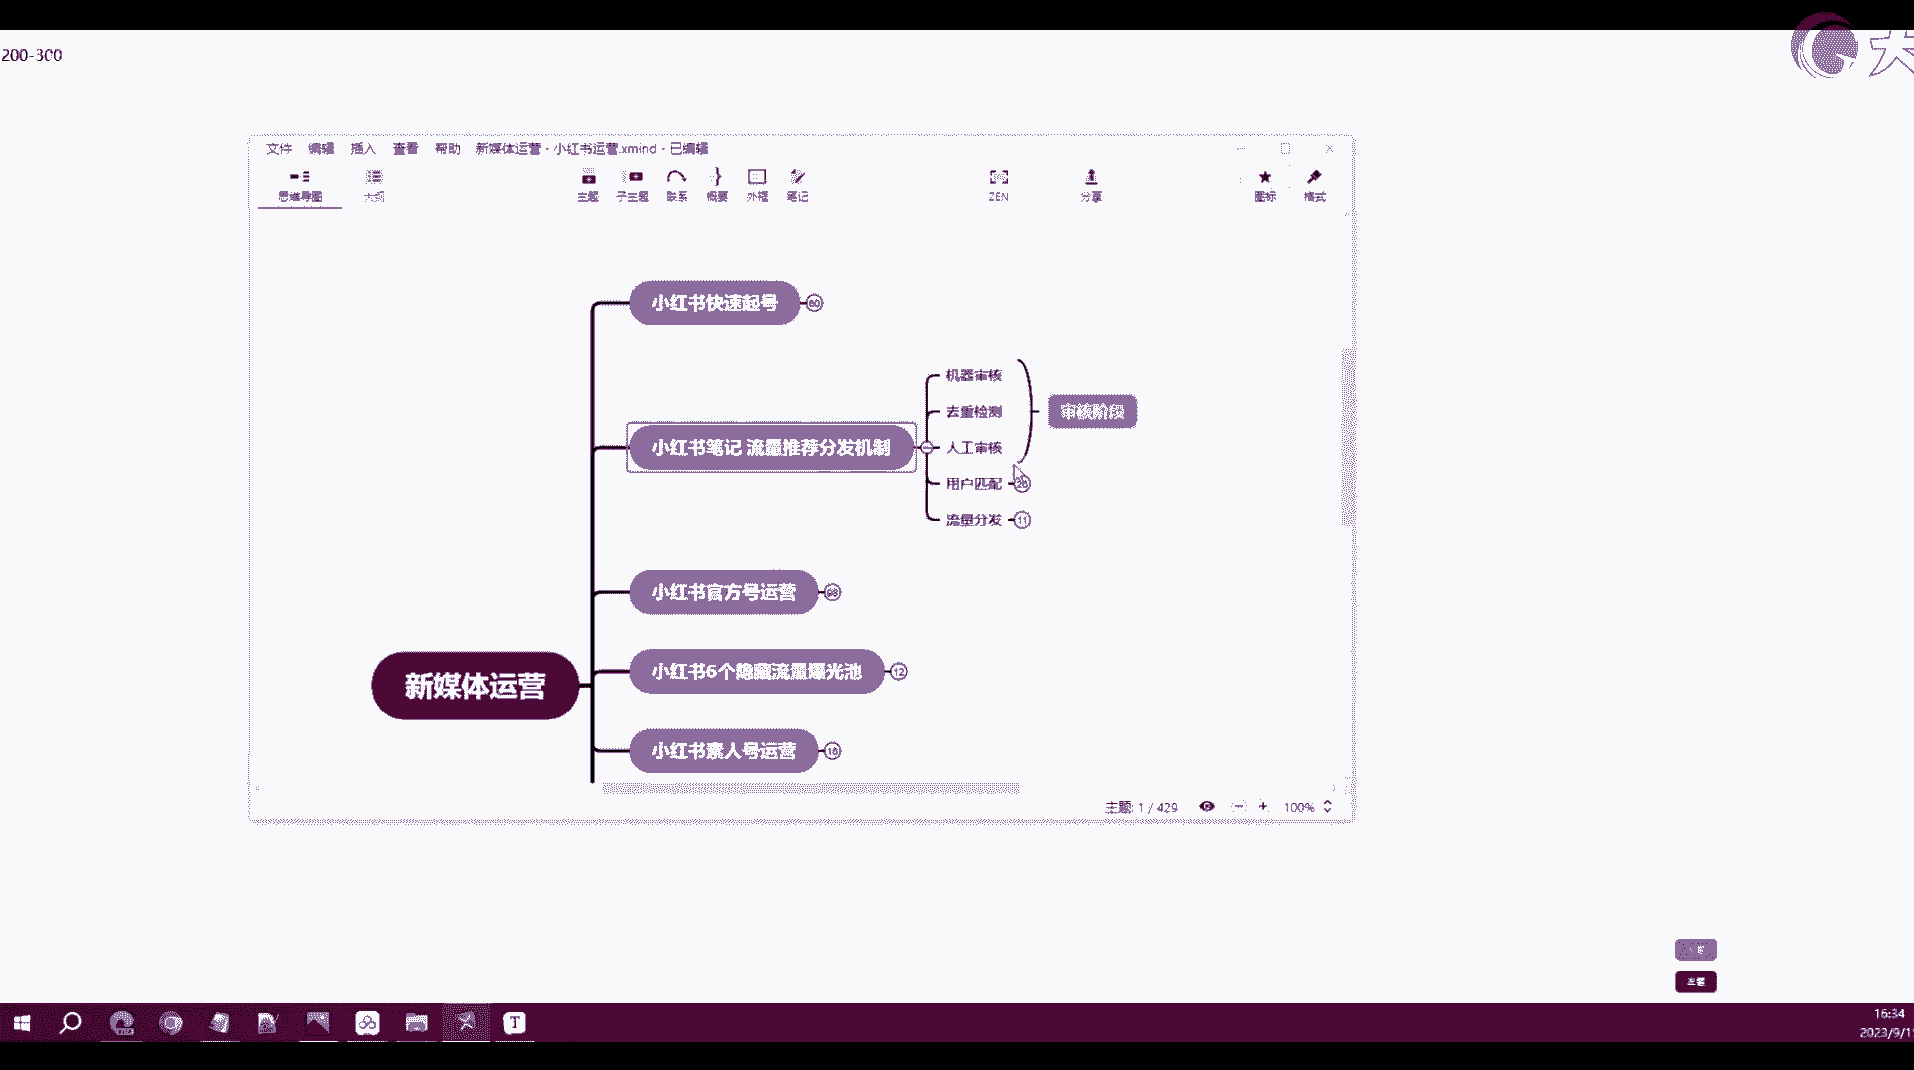 200-300
文件 编辑 插入 查看 帮助 新媒体运营 - 小红书运营.xmind - 已编辑
思维导图 大纲 主题 子主题 联系 概要 外框 笔记 ZEN 分享 图标 格式
小红书快速起号 60
机器审核
去重检测 审核阶段
小红书笔记 流量推荐分发机制 人工审核
用户匹配
流量分发 11
小红书官方号运营
小红书6个隐藏流量曝光池 12
新媒体运营
小红书素人号运营
主题: 1 / 429 100%
主题
T
16:34
2023/9/1